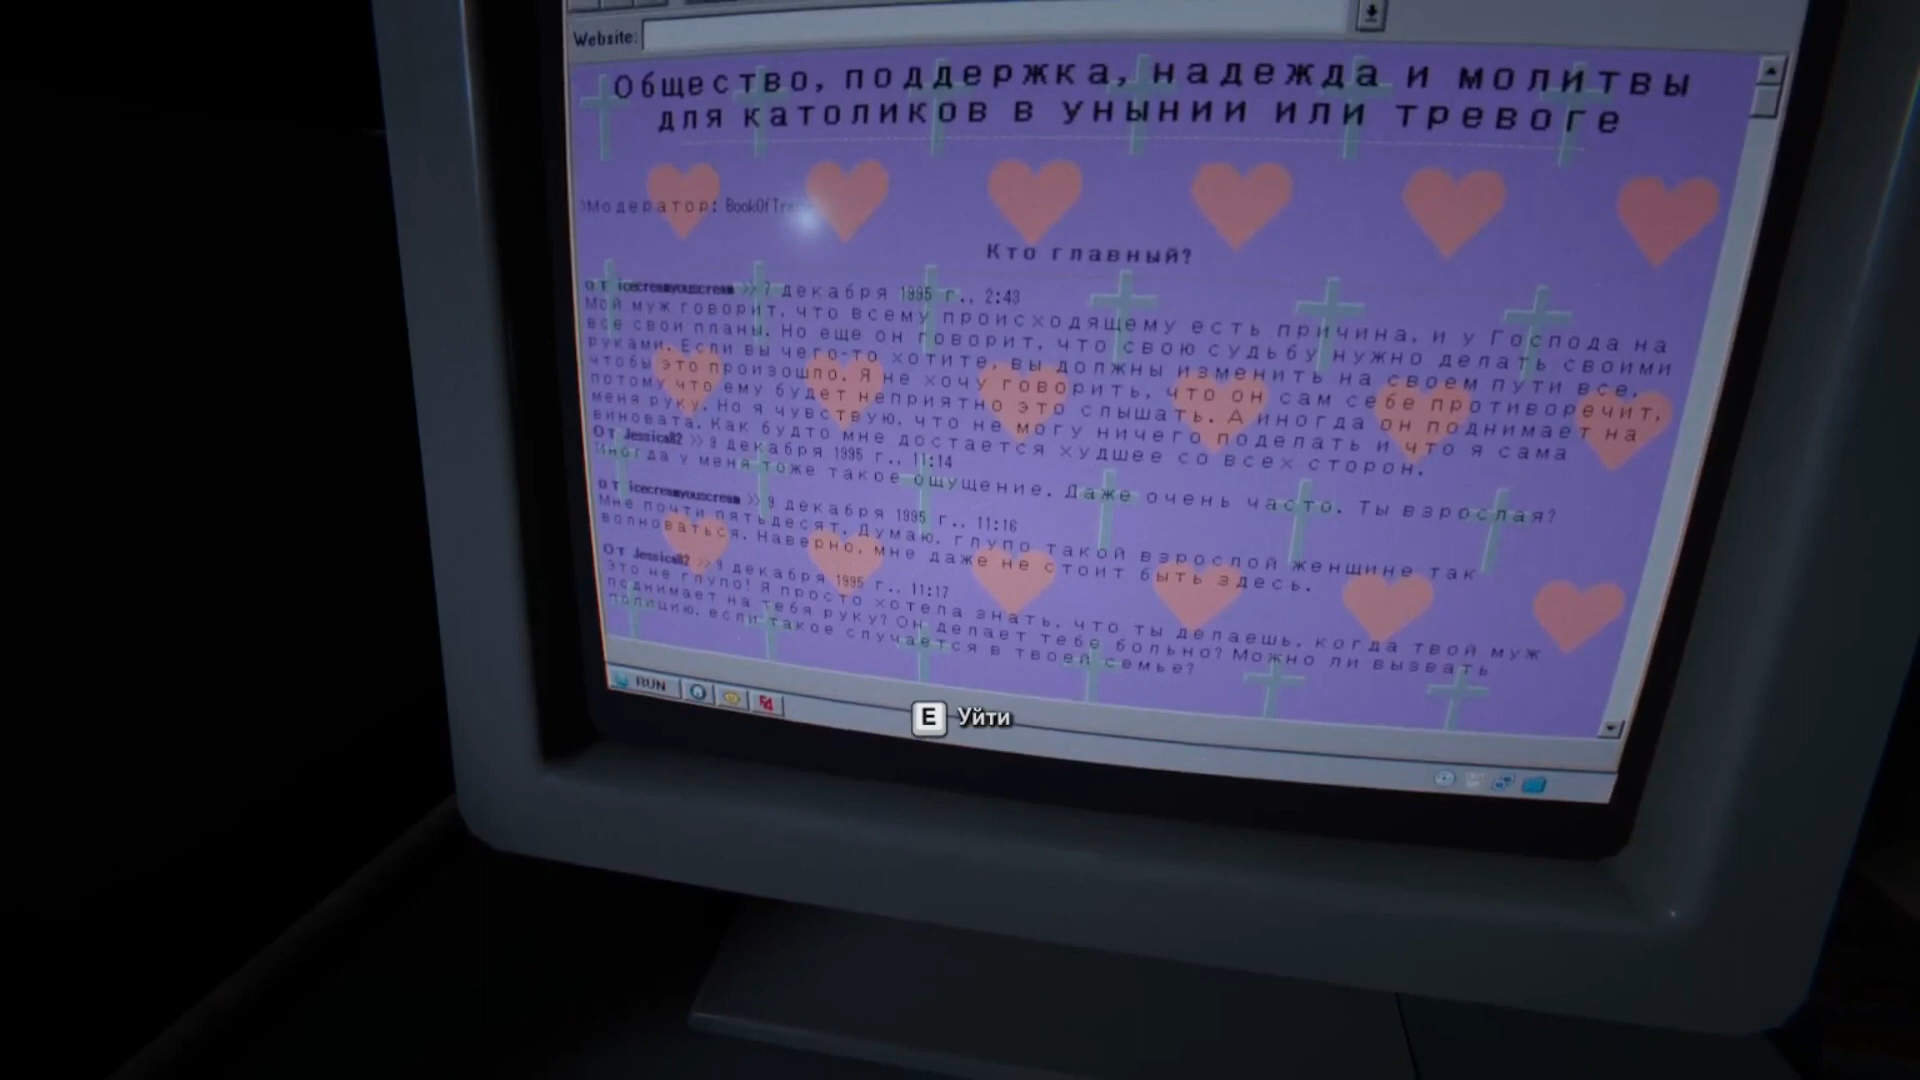 Website:
Общество, поддержка, надежда и молитвы
для католиков в унынии или тревоге
Модератор: BookOfTr
Кто главный?
от icecreamyouscream >> 7 декабря 1995 г., 2:43
Мой муж говорит, что всему происходящему есть причина, и у Господа на
все свои планы. Но еще он говорит, что свою судьбу нужно делать своими
руками. Если вы чего-то хотите, вы должны изменить на своем пути все,
чтобы это произошло. Я не хочу говорить, что он сам себе противоречит,
потому что ему будет неприятно это слышать. А иногда он поднимает на
меня руку. Но я чувствую, что не могу ничего поделать и что я сама
виновата. Как будто мне достается худшее со всех сторон.
От Jessica82 >> 9 декабря 1995 г., 11:14
Иногда у меня тоже такое ощущение. Даже очень часто. Ты взрослая?
от icecreamyouscream >> 9 декабря 1995 г., 11:16
Мне почти пятьдесят. Думаю, глупо такой взрослой женщине так
волноваться. Наверно, мне даже не стоит быть здесь.
От Jessica82 >> 9 декабря 1995 г., 11:17
Это не глупо! Я просто хотела знать, что ты делаешь, когда твой муж
поднимает на тебя руку? Он делает тебе больно? Можно ли вызвать
полицию, если такое случается в твоей семье?
RUN
E Уйти